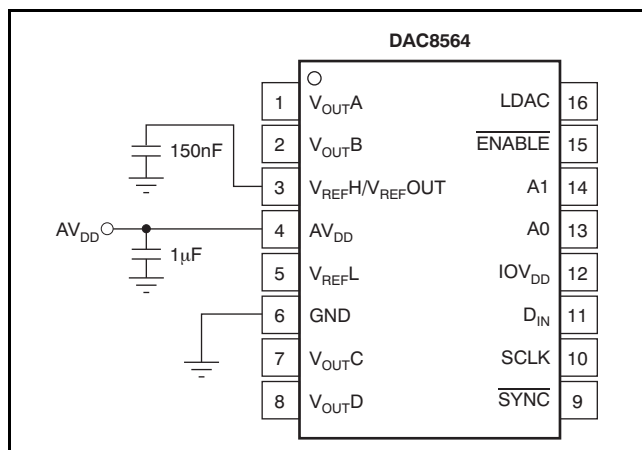 DAC8564
1 VOUTA LDAC 16
2 VOUTB ENABLE 15
150nF
3 VREFH/VREFOUT A1 14
AVDD 4 AVDD A0 13
1μF
5 VREFL IOVDD 12
6 GND DIN 11
7 VOUTC SCLK 10
8 VOUTD SYNC 9